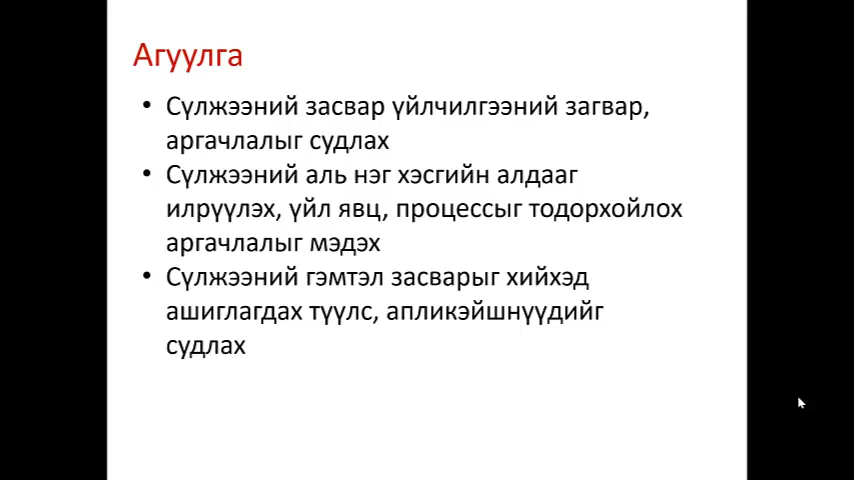 Агуулга
• Сүлжээний засвар үйлчилгээний загвар,
аргачлалыг судлах
• Сүлжээний аль нэг хэсгийн алдааг
илрүүлэх, үйл явц, процессыг тодорхойлох
аргачлалыг мэдэх
• Сүлжээний гэмтэл засварыг хийхэд
ашиглагдах түүлс, апликэйшнүүдийг
судлах